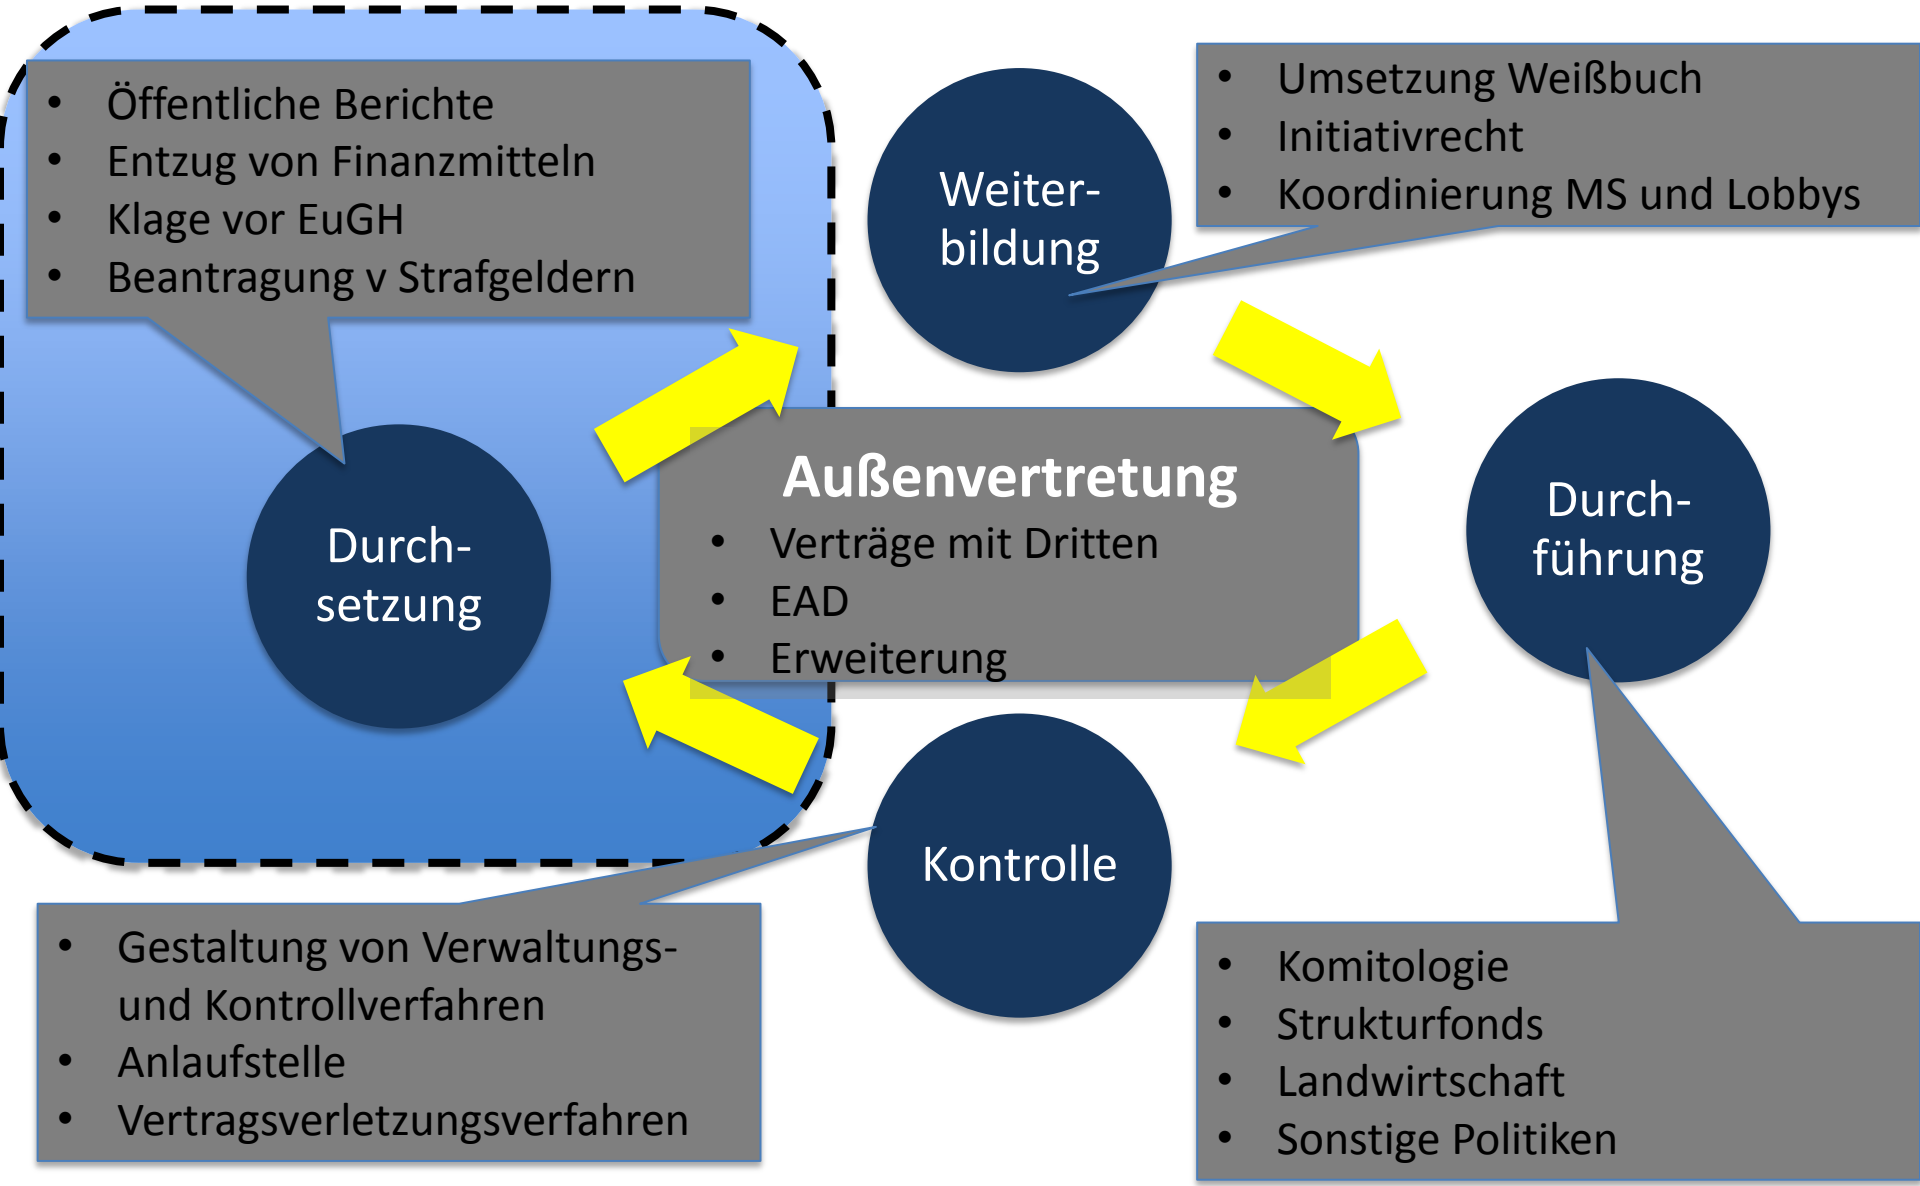 • Öffentliche Berichte
• Entzug von Finanzmitteln
• Klage vor EuGH
• Beantragung v Strafgeldern
Weiter-
bildung
• Umsetzung Weißbuch
• Initiativrecht
• Koordinierung MS und Lobbys
Durch-
setzung
Außenvertretung
• Verträge mit Dritten
• EAD
• Erweiterung
Durch-
führung
Kontrolle
• Gestaltung von Verwaltungs-
und Kontrollverfahren
• Anlaufstelle
• Vertragsverletzungsverfahren
• Komitologie
• Strukturfonds
• Landwirtschaft
• Sonstige Politiken